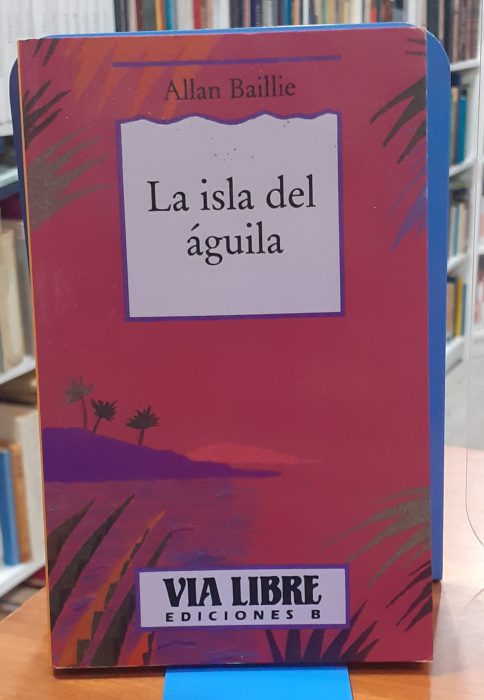 Allan Baillie
La isla del
águila
VIA LIBRE
EDICIONES B